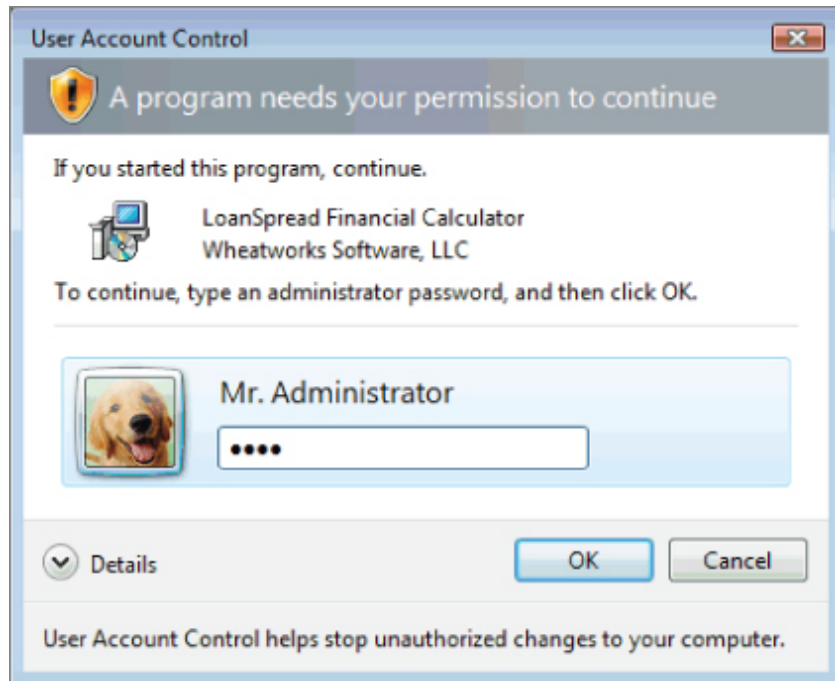 User Account Control
A program needs your permission to continue
If you started this program, continue.
LoanSpread Financial Calculator
Wheatworks Software, LLC
To continue, type an administrator password, and then click OK.
Mr. Administrator
••••
Details
OK
Cancel
User Account Control helps stop unauthorized changes to your computer.